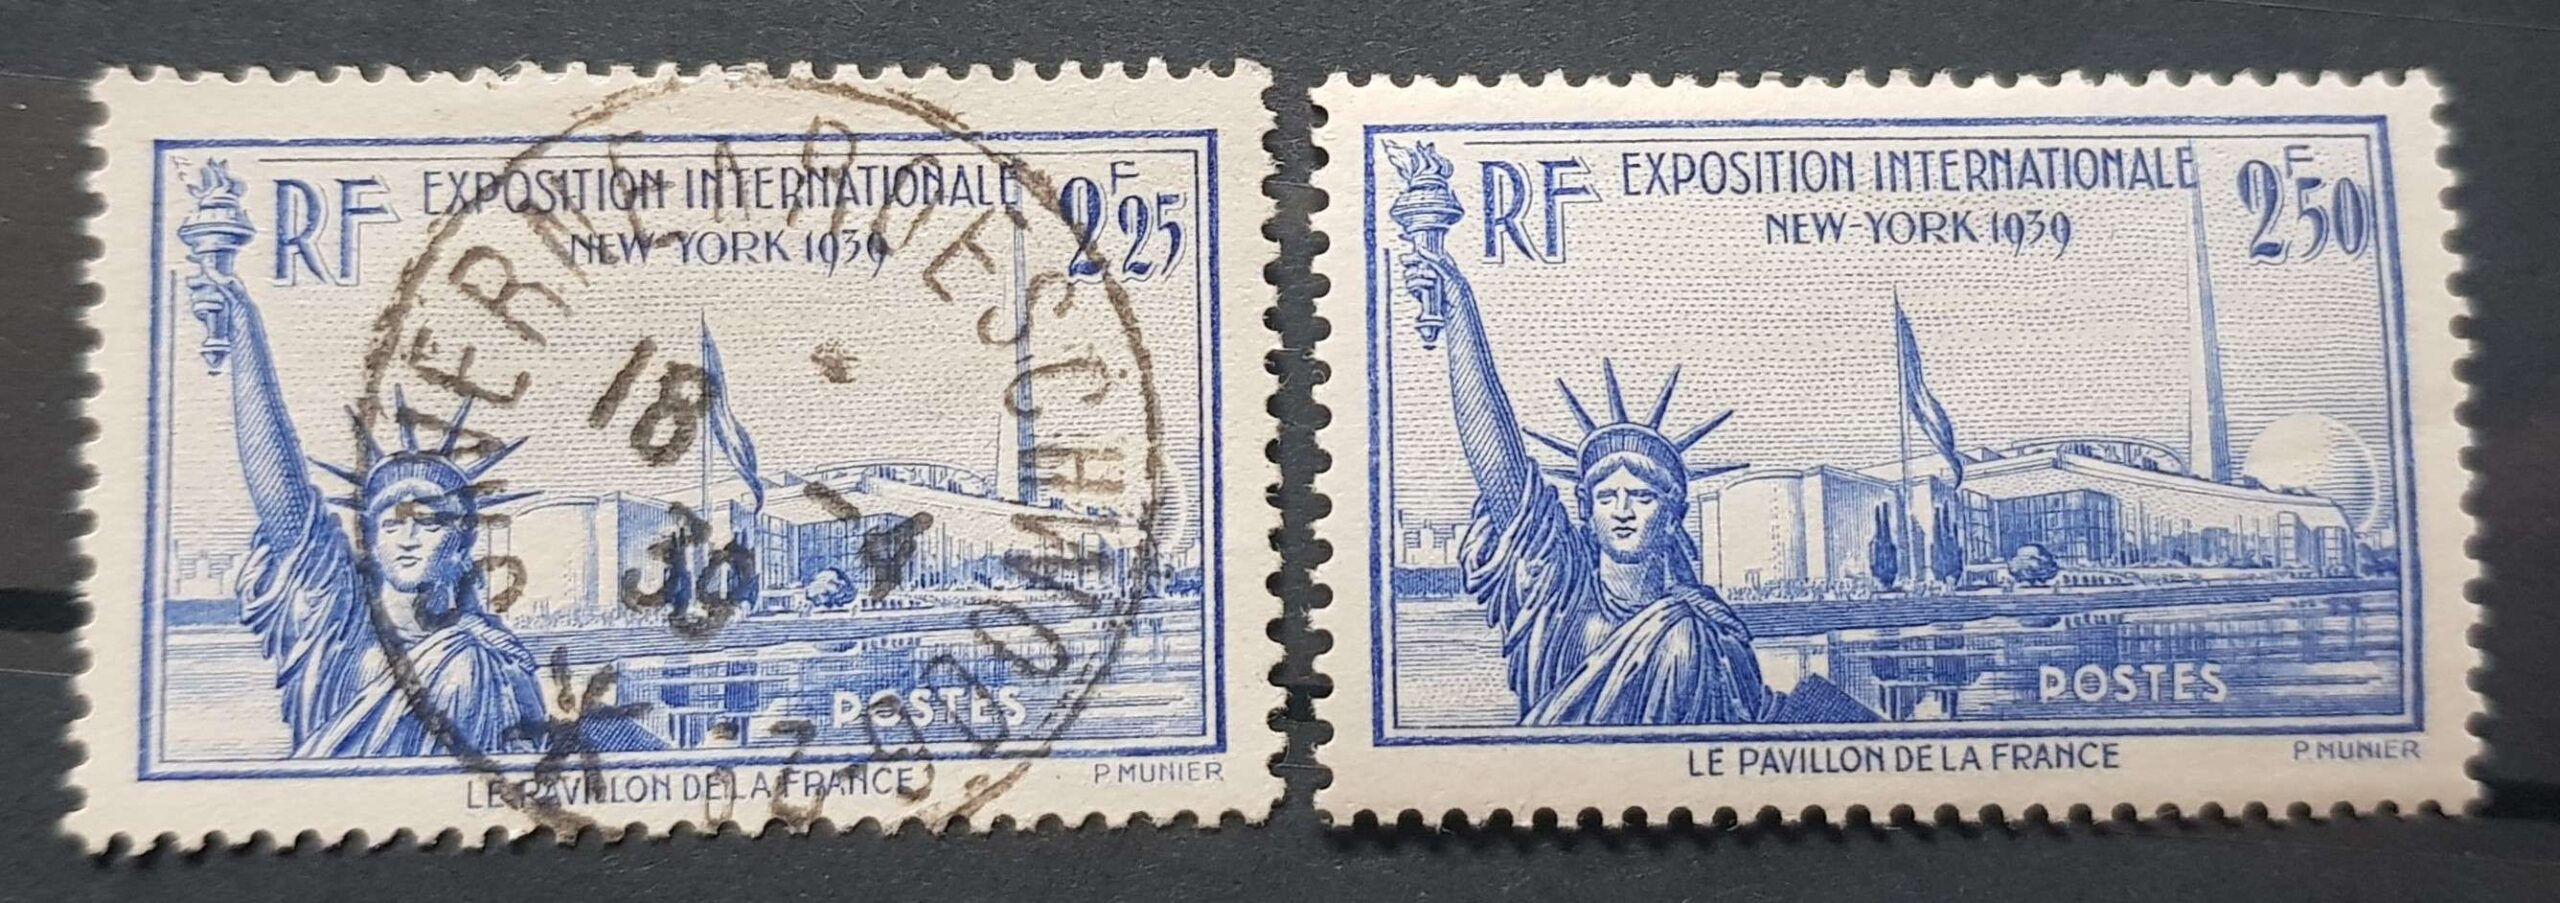 RF EXPOSITION INTERNATIONALE 2F25
NEW-YORK 1939
18
39
POSTES
LE PAVILLON DE LA FRANCE
P. MUNIER
RF EXPOSITION INTERNATIONALE 2F50
NEW-YORK 1939
POSTES
LE PAVILLON DE LA FRANCE
P. MUNIER